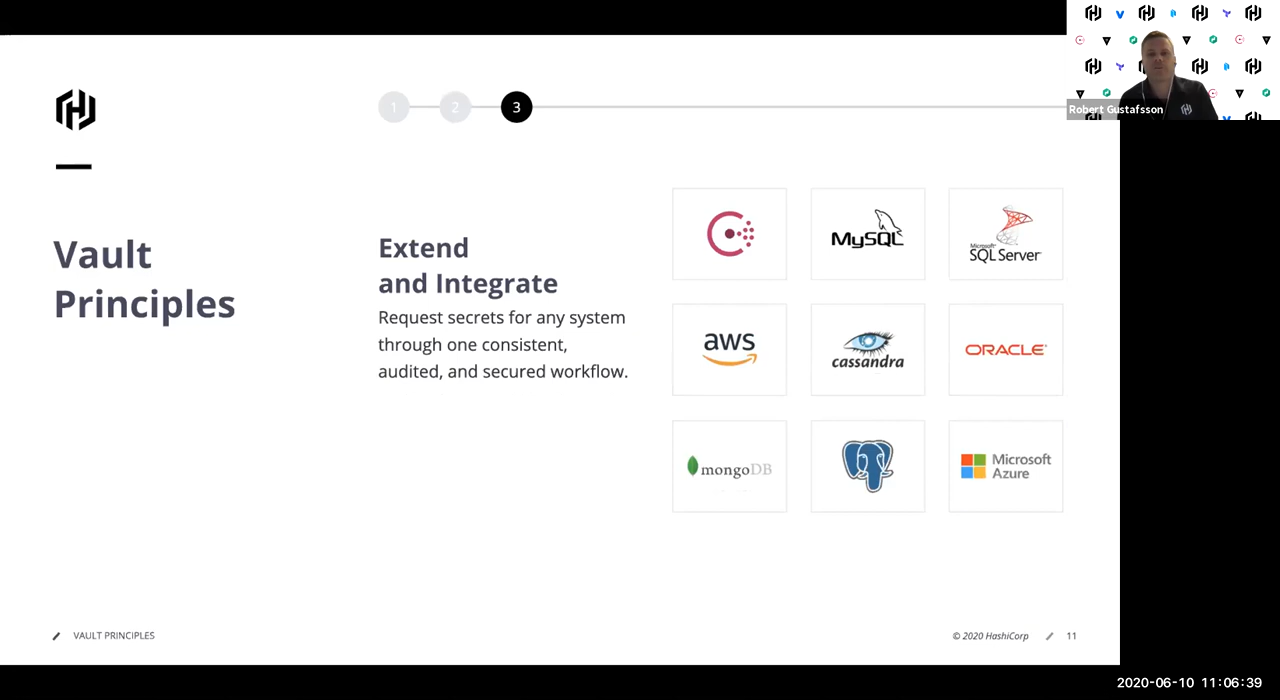 Robert Gustafsson
1 2 3
Vault
Principles
Extend
and Integrate
Request secrets for any system
through one consistent,
audited, and secured workflow.
MySQL
Microsoft
SQL Server
aws
cassandra
ORACLE
mongoDB
Microsoft
Azure
VAULT PRINCIPLES
© 2020 HashiCorp
11
2020-06-10 11:06:39